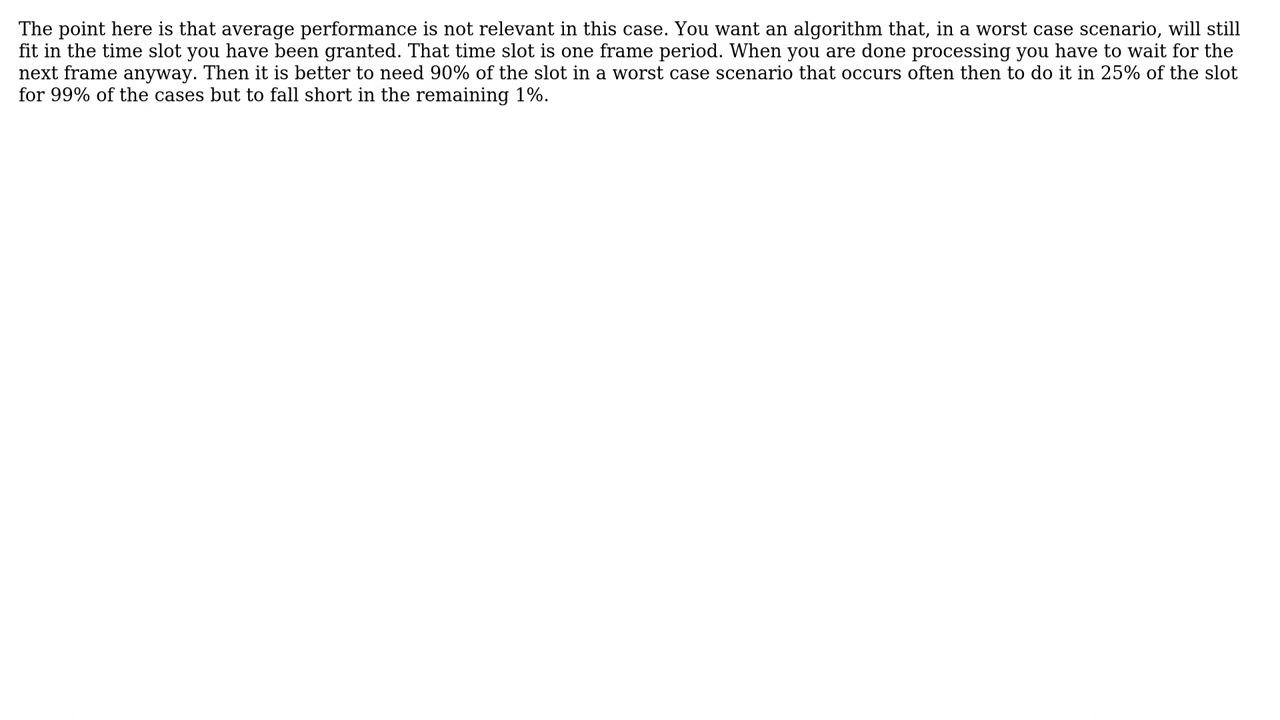 The point here is that average performance is not relevant in this case. You want an algorithm that, in a worst case scenario, will still
fit in the time slot you have been granted. That time slot is one frame period. When you are done processing you have to wait for the
next frame anyway. Then it is better to need 90% of the slot in a worst case scenario that occurs often then to do it in 25% of the slot
for 99% of the cases but to fall short in the remaining 1%.